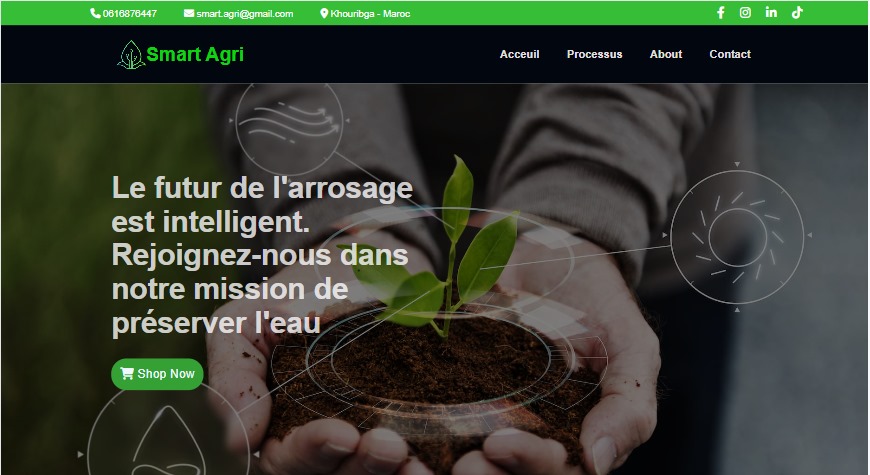 0616876447 smart.agri@gmail.com Khouribga - Maroc
Smart Agri Acceuil Processus About Contact
Le futur de l'arrosage
est intelligent.
Rejoignez-nous dans
notre mission de
préserver l'eau
Shop Now